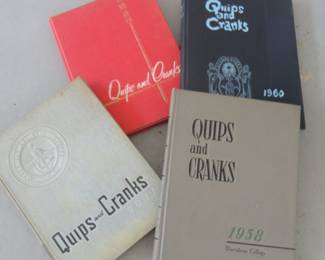 Quips and Cranks
Quips
and
Cranks
1960
Quips and Cranks
QUIPS
and
CRANKS
1958
Davidson College